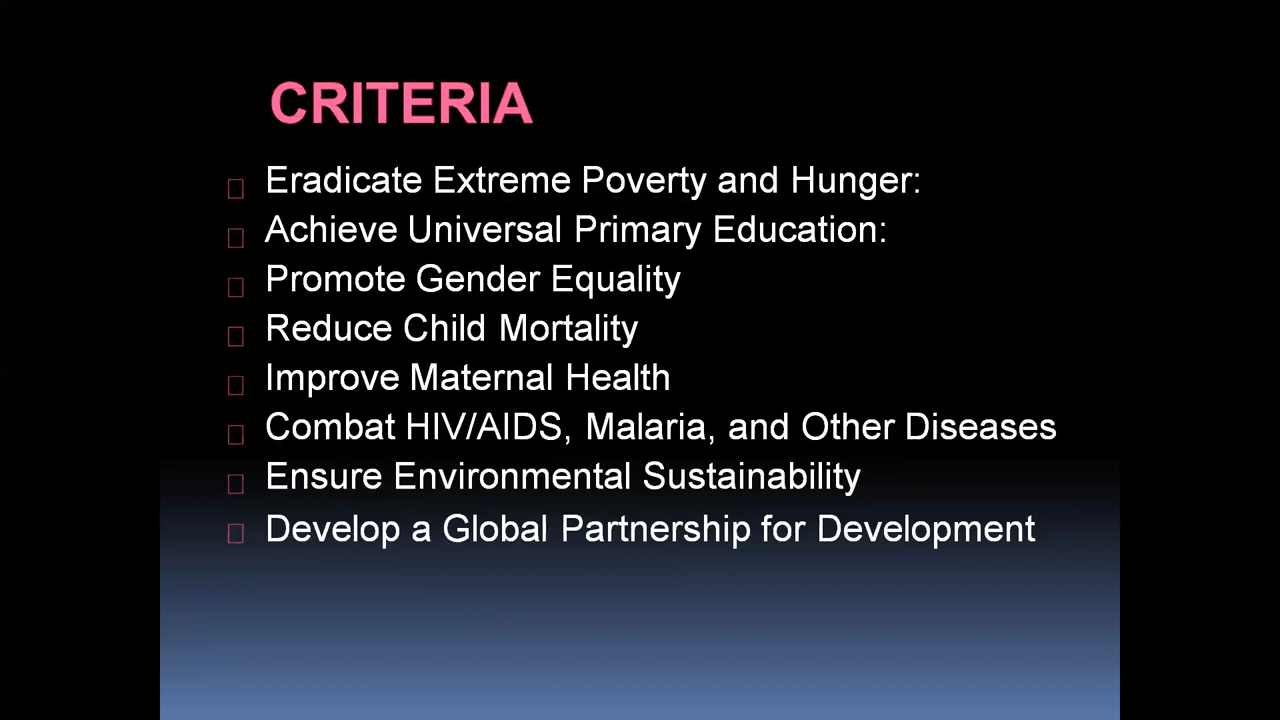 CRITERIA
Eradicate Extreme Poverty and Hunger:
Achieve Universal Primary Education:
Promote Gender Equality
Reduce Child Mortality
Improve Maternal Health
Combat HIV/AIDS, Malaria, and Other Diseases
Ensure Environmental Sustainability
Develop a Global Partnership for Development